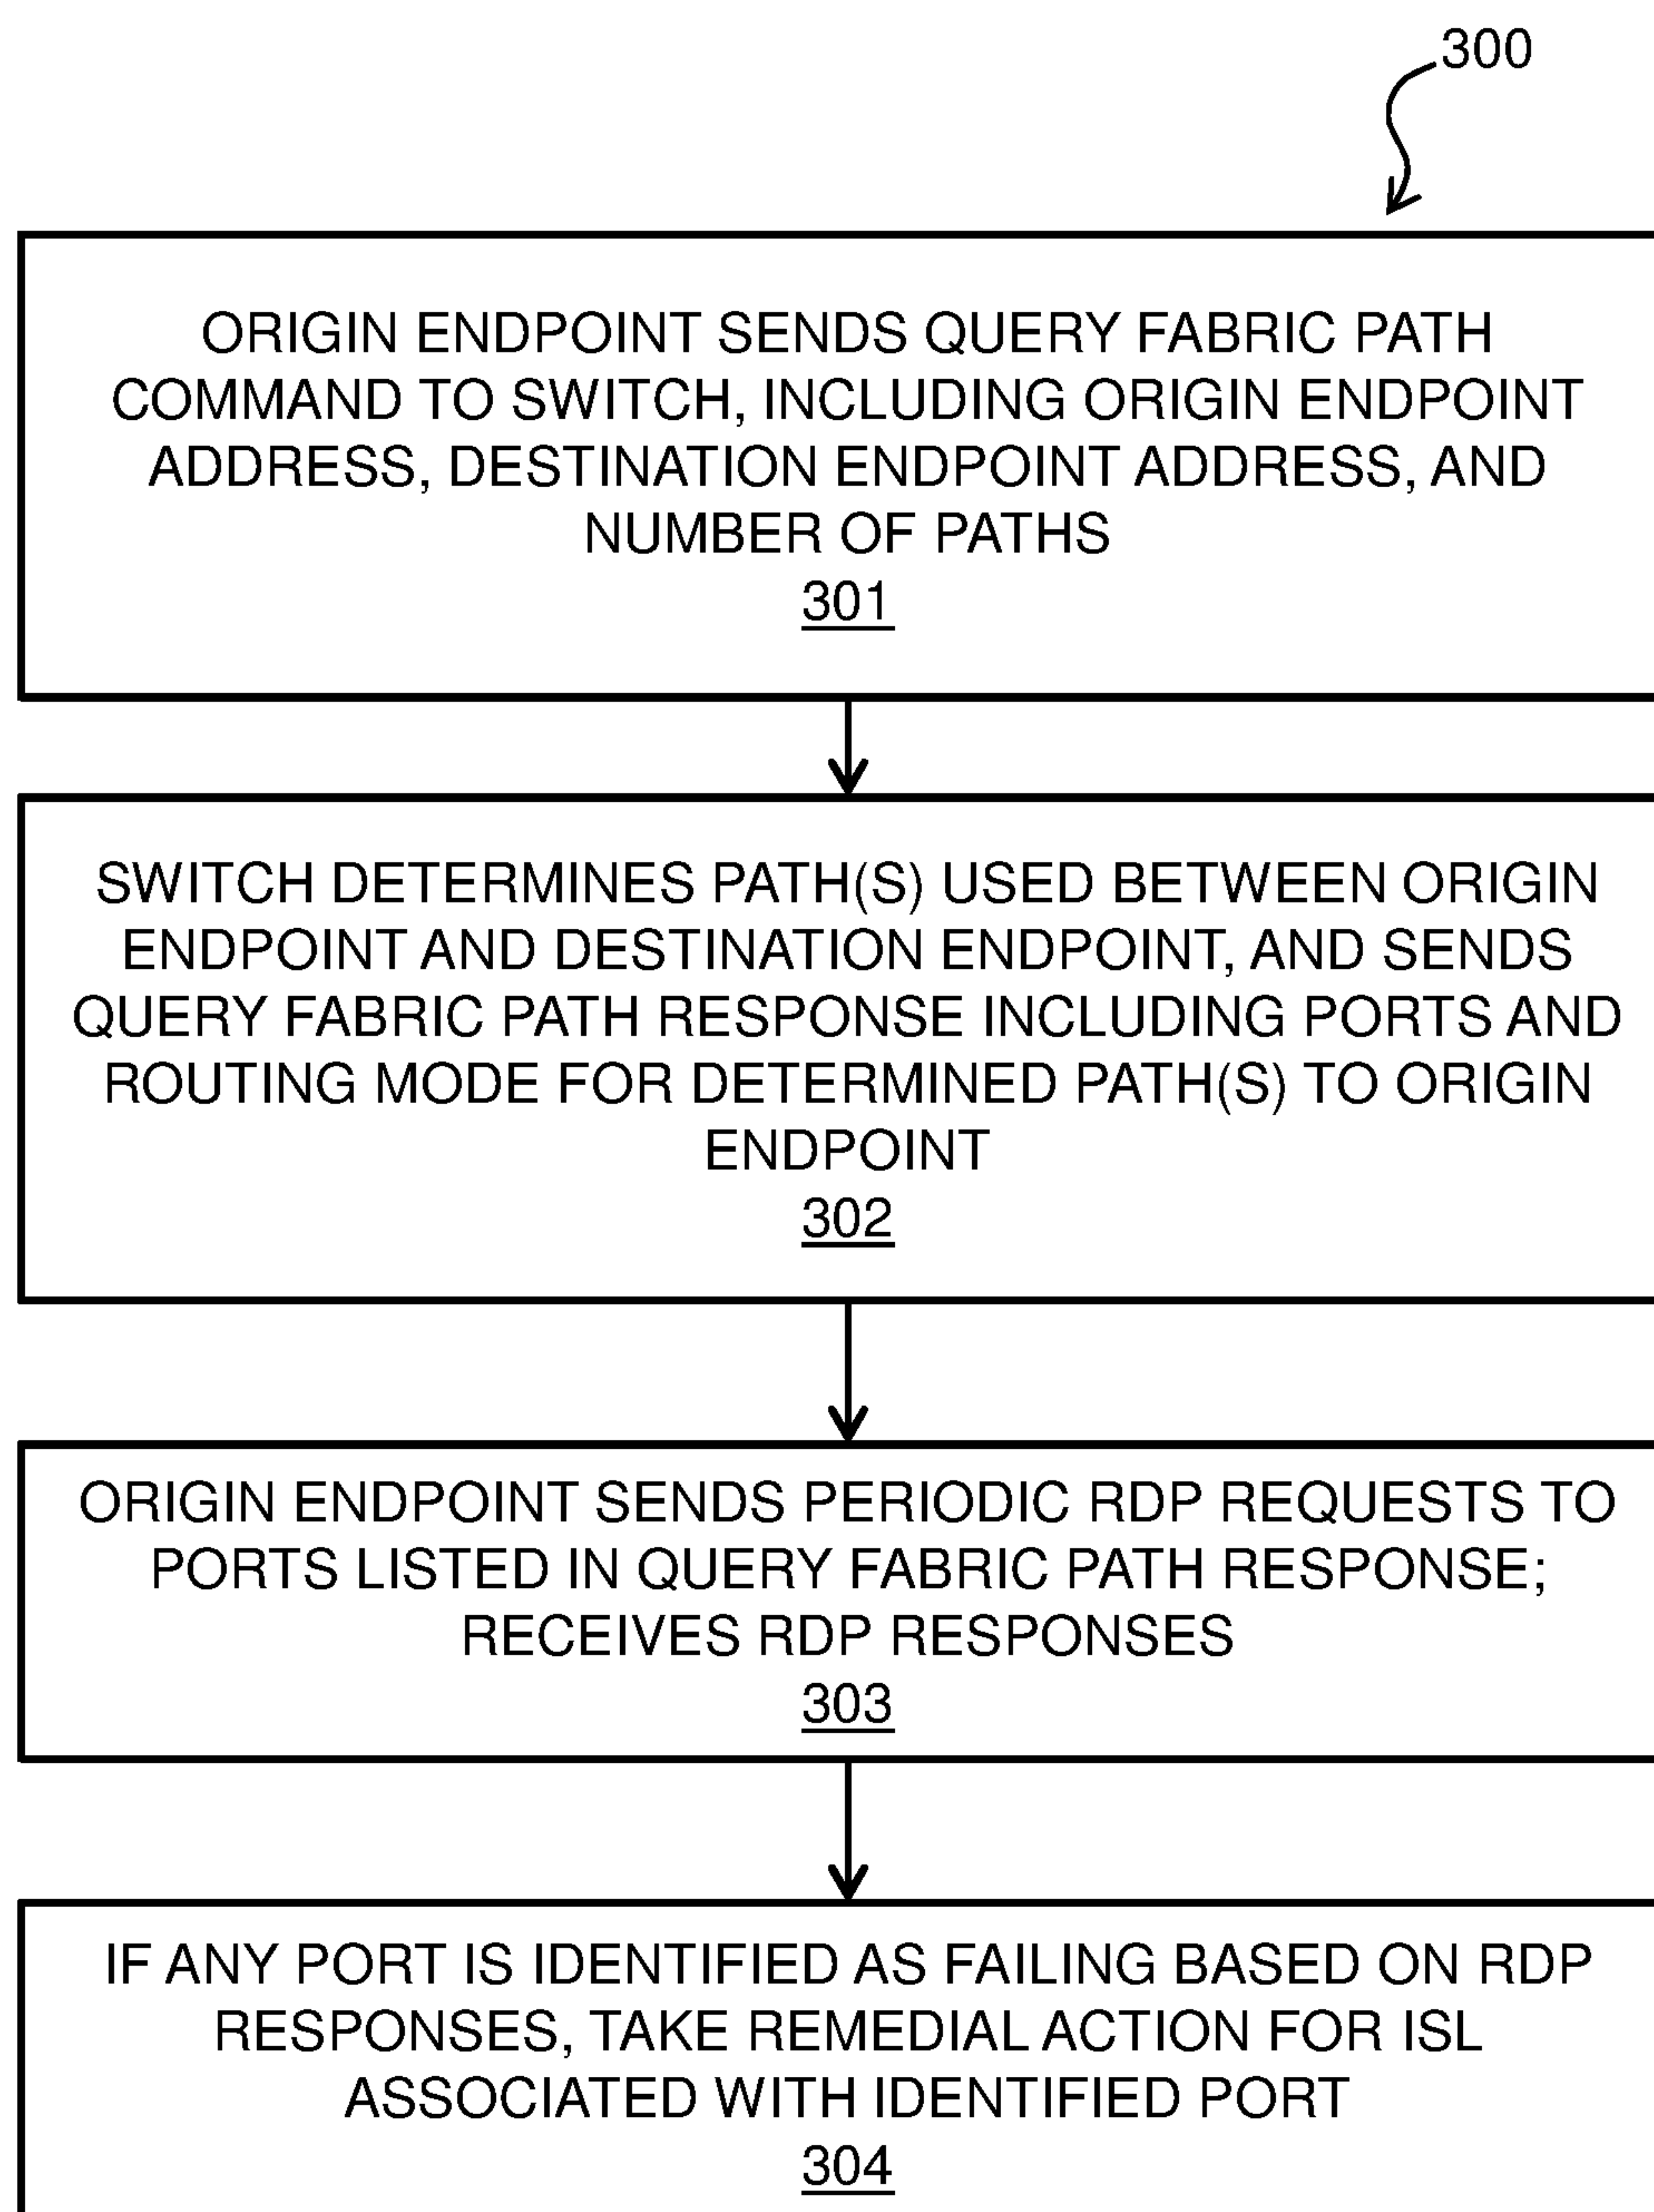 300
ORIGIN ENDPOINT SENDS QUERY FABRIC PATH
COMMAND TO SWITCH, INCLUDING ORIGIN ENDPOINT
ADDRESS, DESTINATION ENDPOINT ADDRESS, AND
NUMBER OF PATHS
301
SWITCH DETERMINES PATH(S) USED BETWEEN ORIGIN
ENDPOINT AND DESTINATION ENDPOINT, AND SENDS
QUERY FABRIC PATH RESPONSE INCLUDING PORTS AND
ROUTING MODE FOR DETERMINED PATH(S) TO ORIGIN
ENDPOINT
302
ORIGIN ENDPOINT SENDS PERIODIC RDP REQUESTS TO
PORTS LISTED IN QUERY FABRIC PATH RESPONSE;
RECEIVES RDP RESPONSES
303
IF ANY PORT IS IDENTIFIED AS FAILING BASED ON RDP
RESPONSES, TAKE REMEDIAL ACTION FOR ISL
ASSOCIATED WITH IDENTIFIED PORT
304